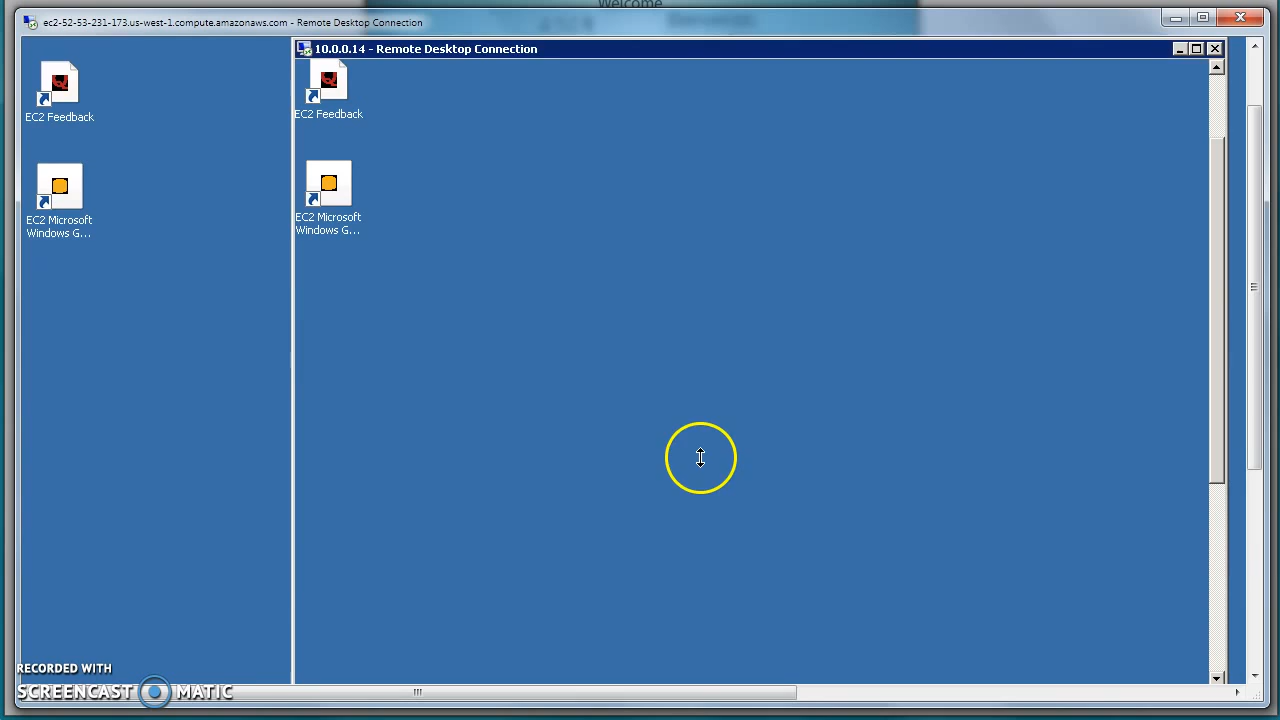 Welcome
ec2-52-53-231-173.us-west-1.compute.amazonaws.com - Remote Desktop Connection
10.0.0.14 - Remote Desktop Connection
EC2 Feedback
EC2 Microsoft
Windows G...
EC2 Feedback
EC2 Microsoft
Windows G...
RECORDED WITH
SCREENCAST MATIC